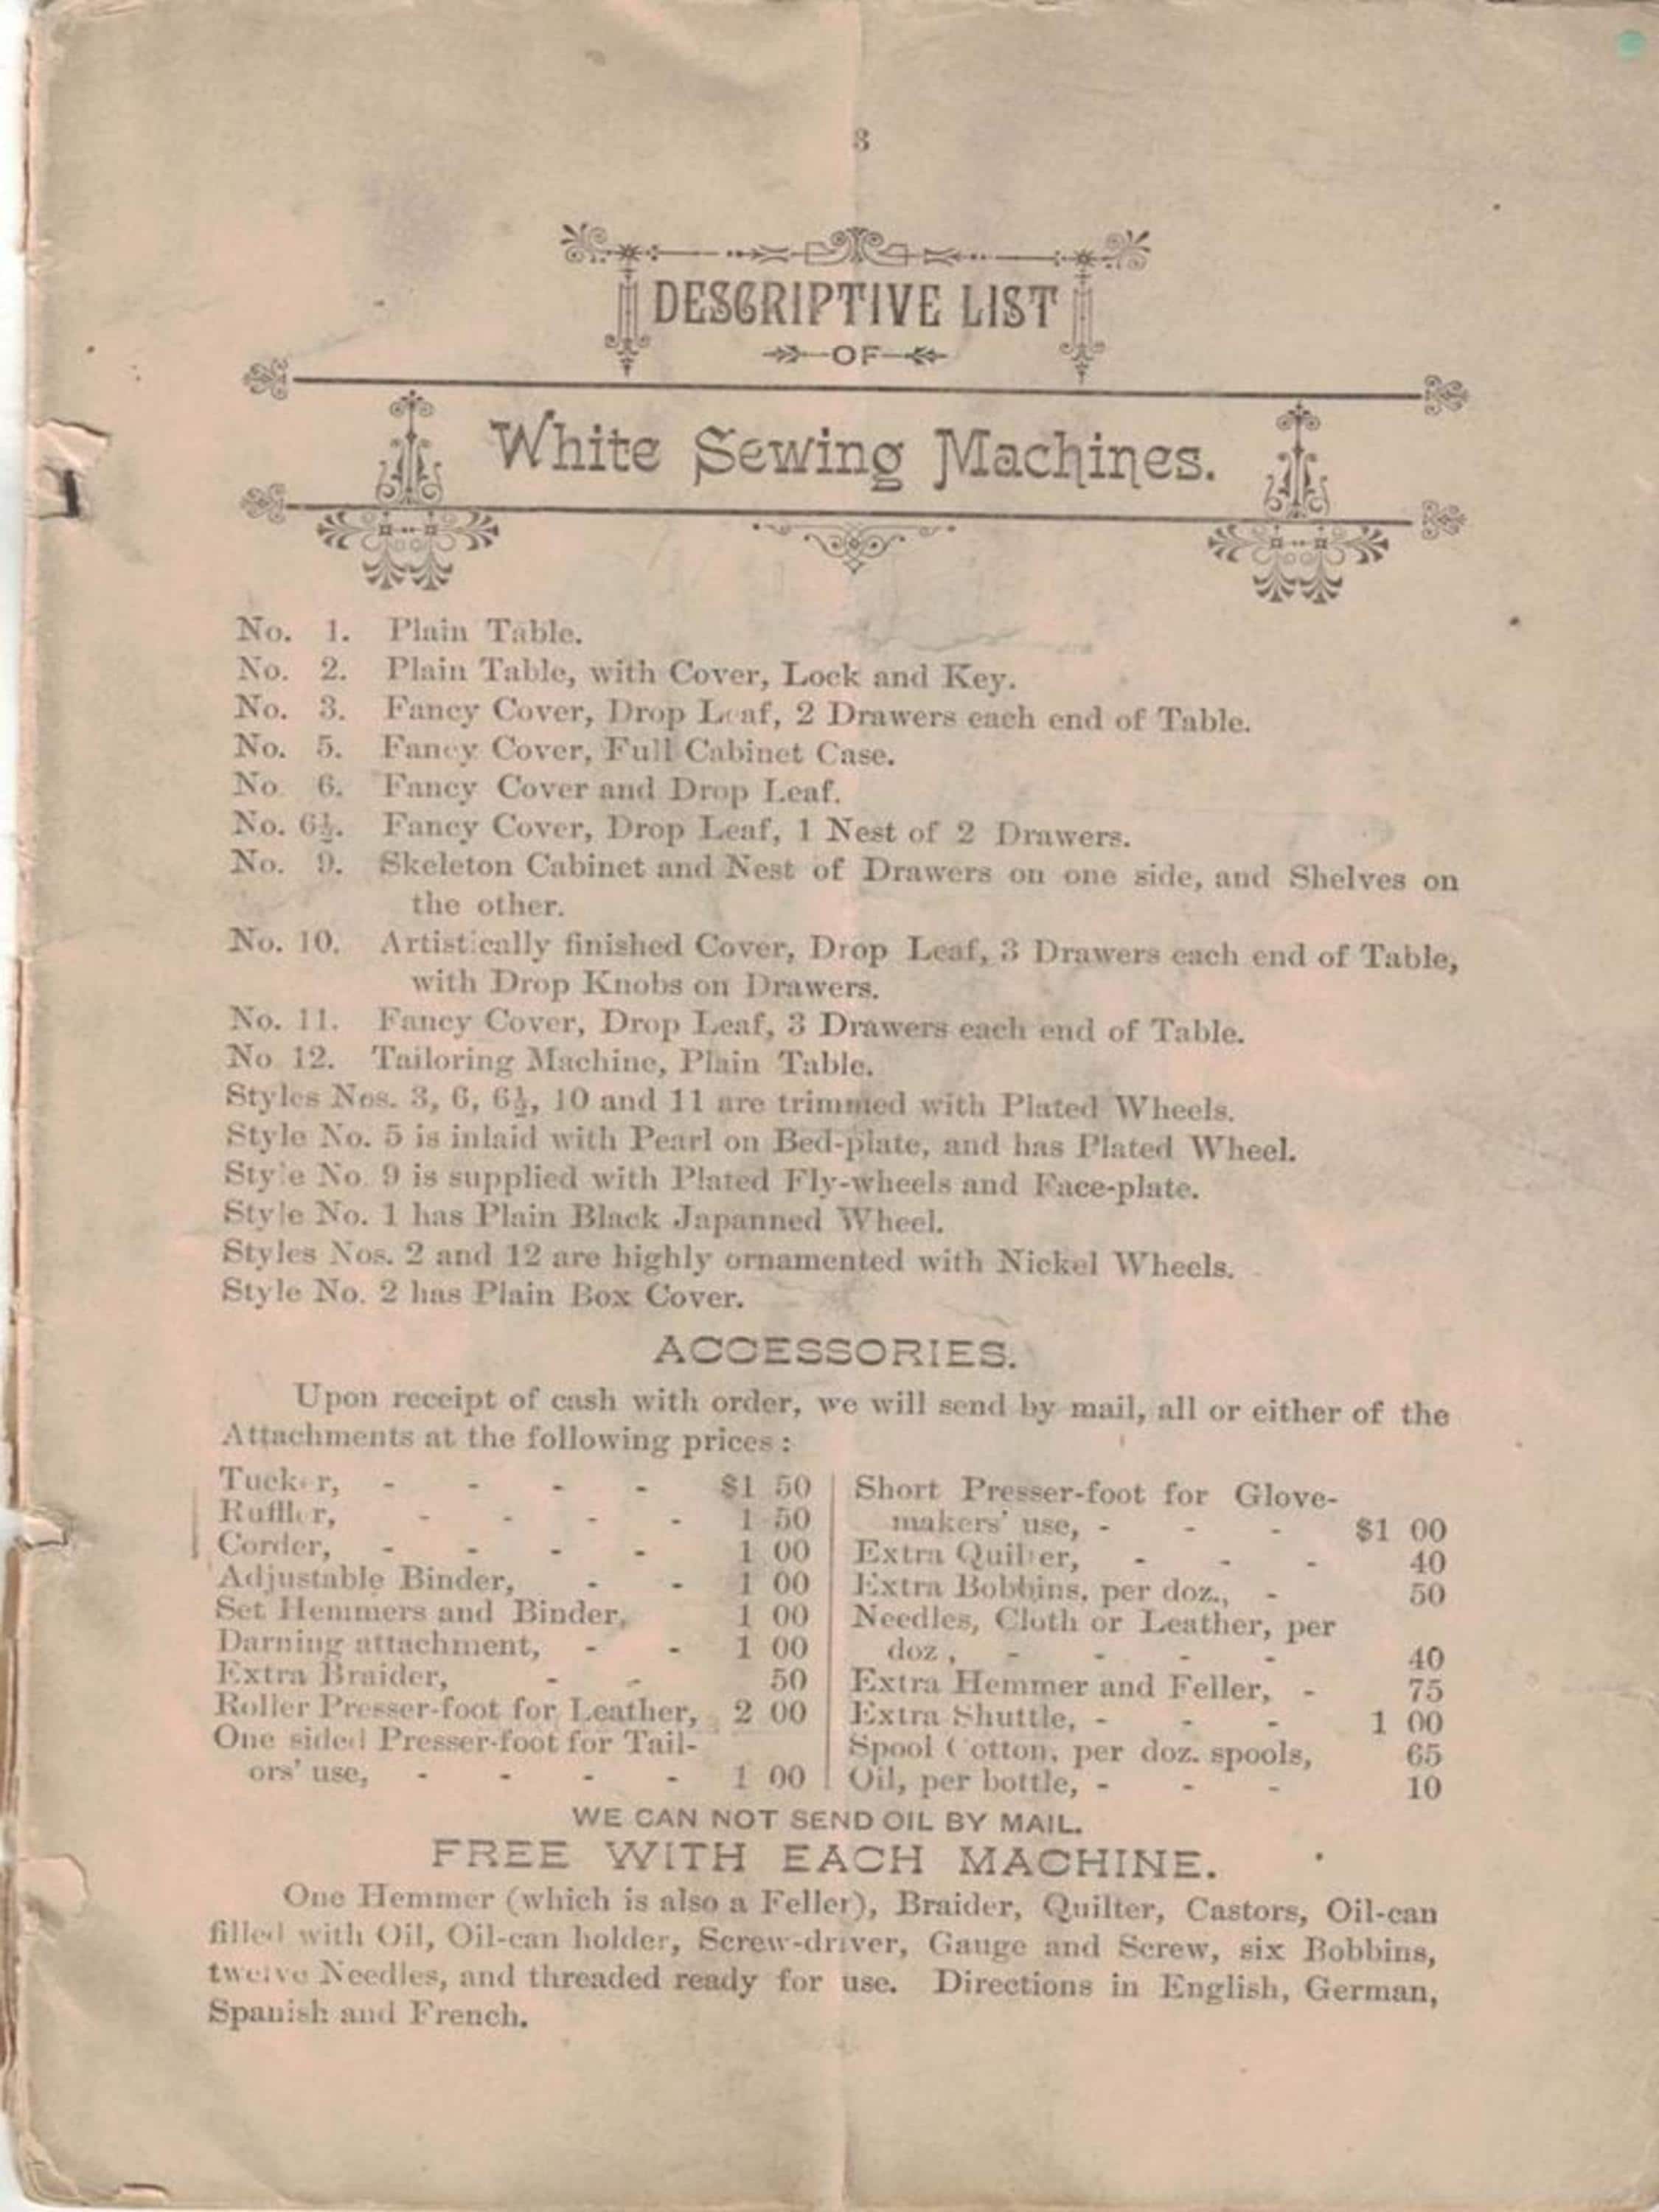 3
DESCRIPTIVE LIST
OF
White Sewing Machines.
No. 1. Plain Table.
No. 2. Plain Table, with Cover, Lock and Key.
No. 3. Fancy Cover, Drop Leaf, 2 Drawers each end of Table.
No. 5. Fancy Cover, Full Cabinet Case.
No 6. Fancy Cover and Drop Leaf.
No. 6½. Fancy Cover, Drop Leaf, 1 Nest of 2 Drawers.
No. 9. Skeleton Cabinet and Nest of Drawers on one side, and Shelves on
the other.
No. 10. Artistically finished Cover, Drop Leaf, 3 Drawers each end of Table,
with Drop Knobs on Drawers.
No. 11. Fancy Cover, Drop Leaf, 3 Drawers each end of Table.
No 12. Tailoring Machine, Plain Table.
Styles Nos. 3, 6, 6½, 10 and 11 are trimmed with Plated Wheels.
Style No. 5 is inlaid with Pearl on Bed-plate, and has Plated Wheel.
Style No. 9 is supplied with Plated Fly-wheels and Face-plate.
Style No. 1 has Plain Black Japanned Wheel.
Styles Nos. 2 and 12 are highly ornamented with Nickel Wheels.
Style No. 2 has Plain Box Cover.
ACCESSORIES.
Upon receipt of cash with order, we will send by mail, all or either of the
Attachments at the following prices:
Tucker, - - - - $1 50
Ruffler, - - - - 1 50
Corder, - - - - 1 00
Adjustable Binder, - - 1 00
Set Hemmers and Binder, 1 00
Darning attachment, - - 1 00
Extra Braider, - - 50
Roller Presser-foot for Leather, 2 00
One sided Presser-foot for Tail-
ors' use, - - - - 1 00
Short Presser-foot for Glove-
makers' use, - - - $1 00
Extra Quilter, - - - 40
Extra Bobbins, per doz., - 50
Needles, Cloth or Leather, per
doz , - - - - 40
Extra Hemmer and Feller, - 75
Extra Shuttle, - - - 1 00
Spool Cotton, per doz. spools, 65
Oil, per bottle, - - - 10
WE CAN NOT SEND OIL BY MAIL.
FREE WITH EACH MACHINE.
One Hemmer (which is also a Feller), Braider, Quilter, Castors, Oil-can
filled with Oil, Oil-can holder, Screw-driver, Gauge and Screw, six Bobbins,
twelve Needles, and threaded ready for use. Directions in English, German,
Spanish and French.